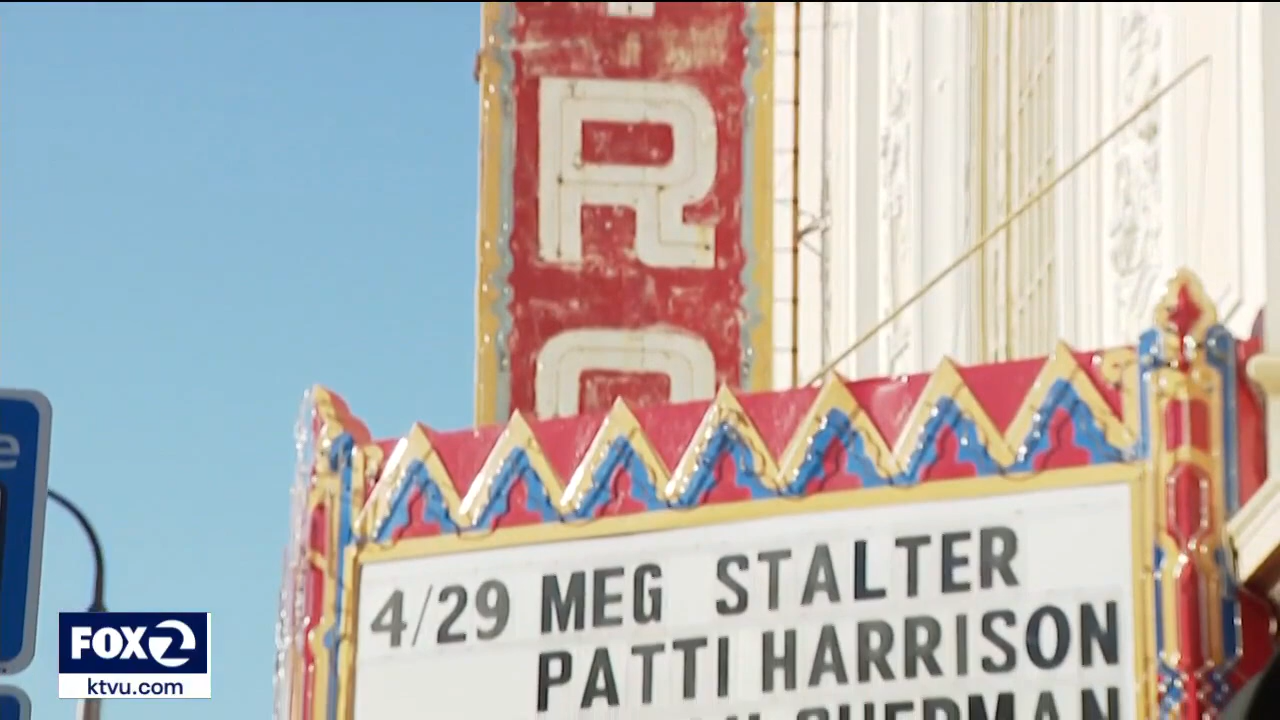 R
4/29 MEG STALTER
PATTI HARRISON
FOX 2
ktvu.com